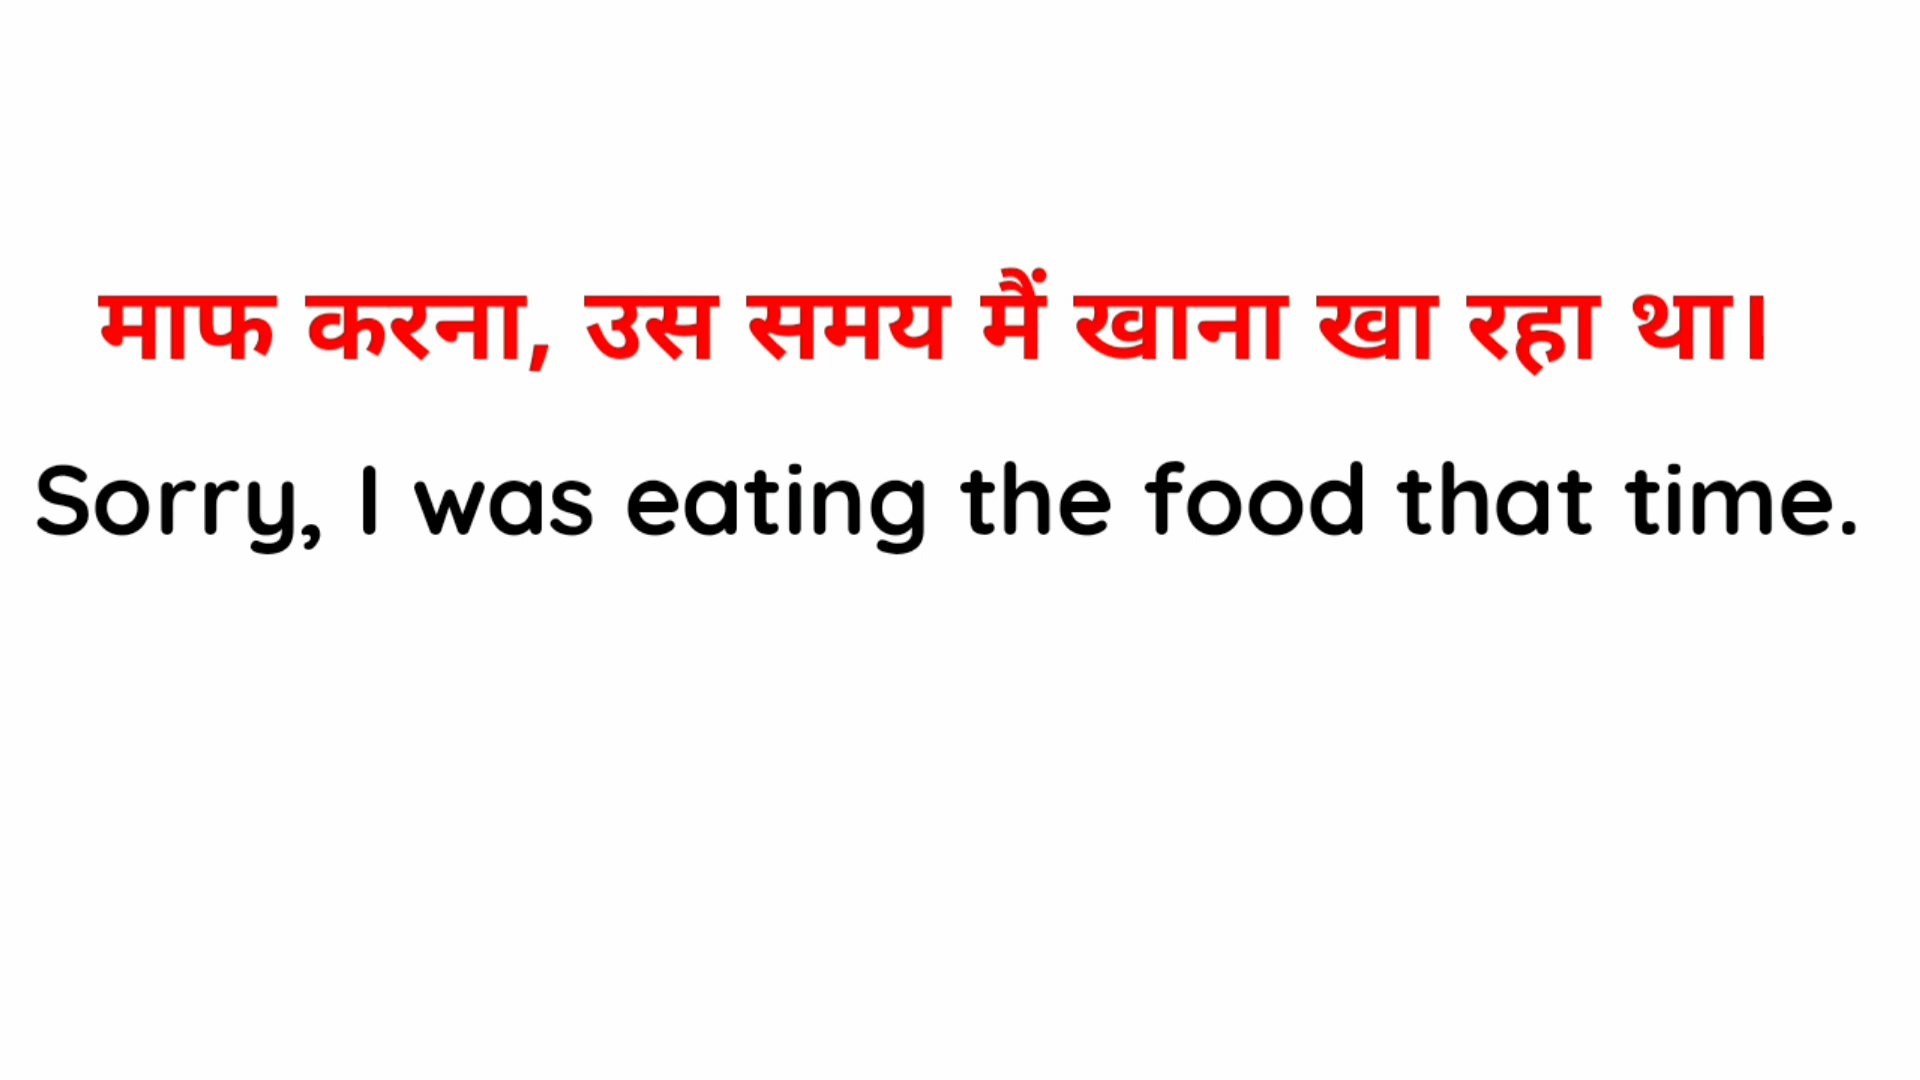 माफ करना, उस समय मैं खाना खा रहा था।
Sorry, I was eating the food that time.